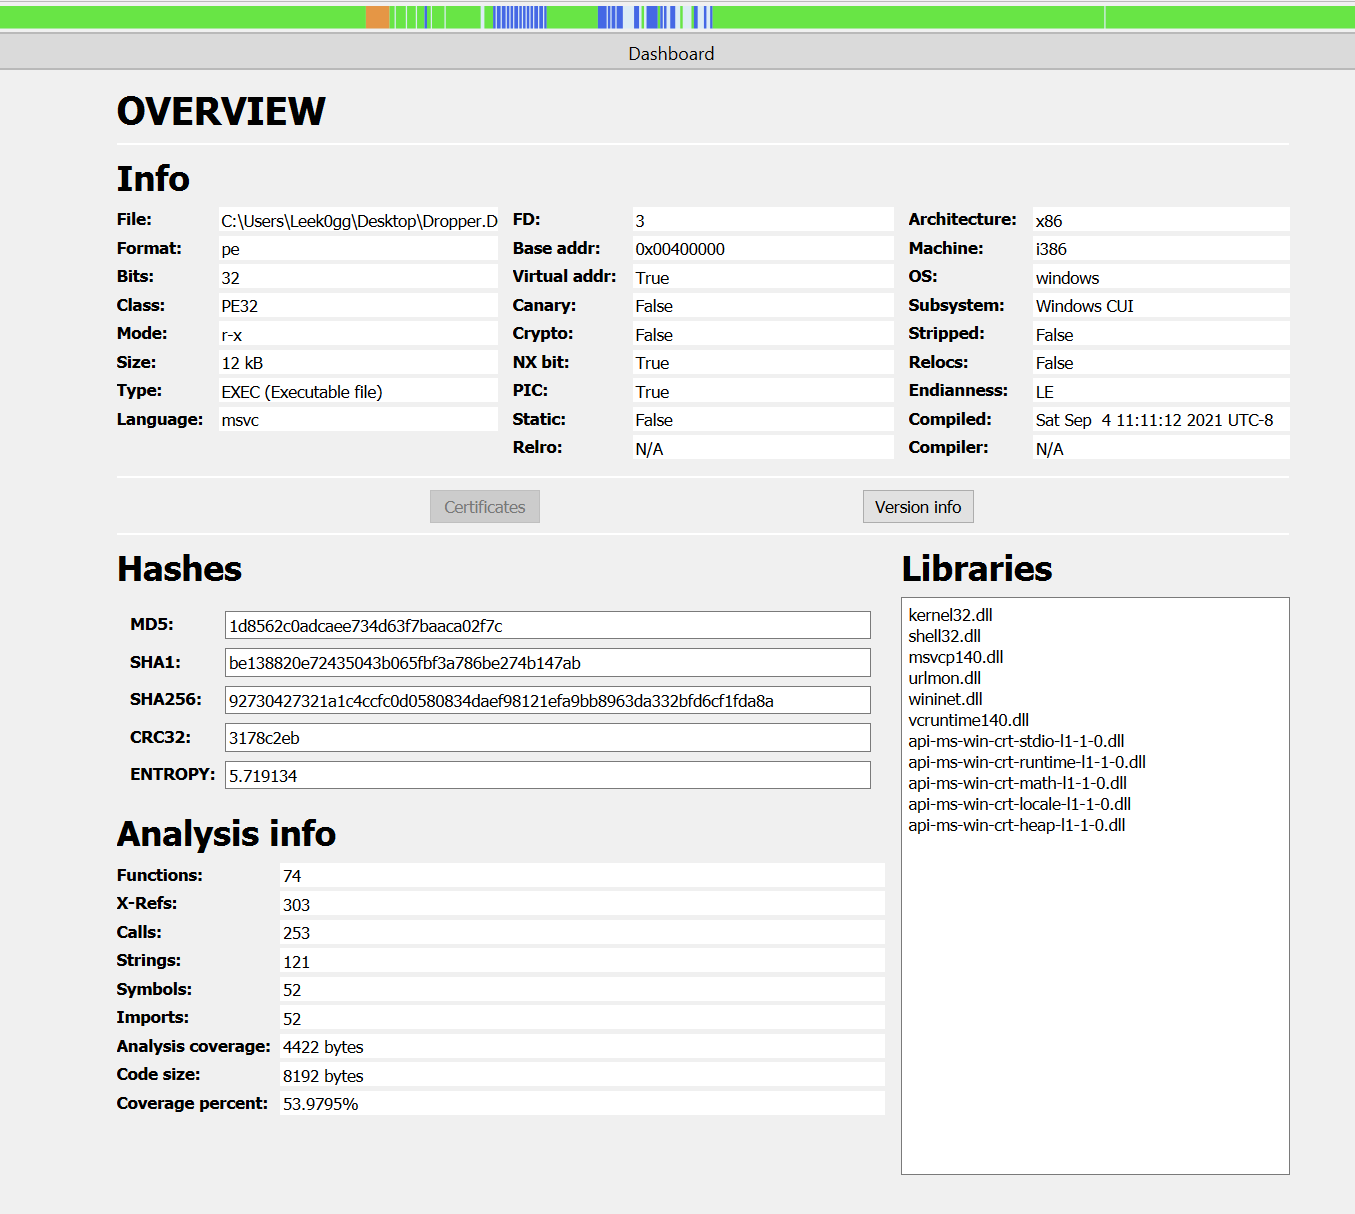 Dashboard
OVERVIEW
Info
File: C:\Users\Leek0gg\Desktop\Dropper.D FD: 3 Architecture: x86
Format: pe Base addr: 0x00400000 Machine: i386
Bits: 32 Virtual addr: True OS: windows
Class: PE32 Canary: False Subsystem: Windows CUI
Mode: r-x Crypto: False Stripped: False
Size: 12 kB NX bit: True Relocs: False
Type: EXEC (Executable file) PIC: True Endianness: LE
Language: msvc Static: False Compiled: Sat Sep  4 11:11:12 2021 UTC-8
Relro: N/A Compiler: N/A
Certificates Version info
Hashes
MD5: 1d8562c0adcaee734d63f7baaca02f7c
SHA1: be138820e72435043b065fbf3a786be274b147ab
SHA256: 92730427321a1c4ccfc0d0580834daef98121efa9bb8963da332bfd6cf1fda8a
CRC32: 3178c2eb
ENTROPY: 5.719134
Libraries
kernel32.dll
shell32.dll
msvcp140.dll
urlmon.dll
wininet.dll
vcruntime140.dll
api-ms-win-crt-stdio-l1-1-0.dll
api-ms-win-crt-runtime-l1-1-0.dll
api-ms-win-crt-math-l1-1-0.dll
api-ms-win-crt-locale-l1-1-0.dll
api-ms-win-crt-heap-l1-1-0.dll
Analysis info
Functions: 74
X-Refs: 303
Calls: 253
Strings: 121
Symbols: 52
Imports: 52
Analysis coverage: 4422 bytes
Code size: 8192 bytes
Coverage percent: 53.9795%